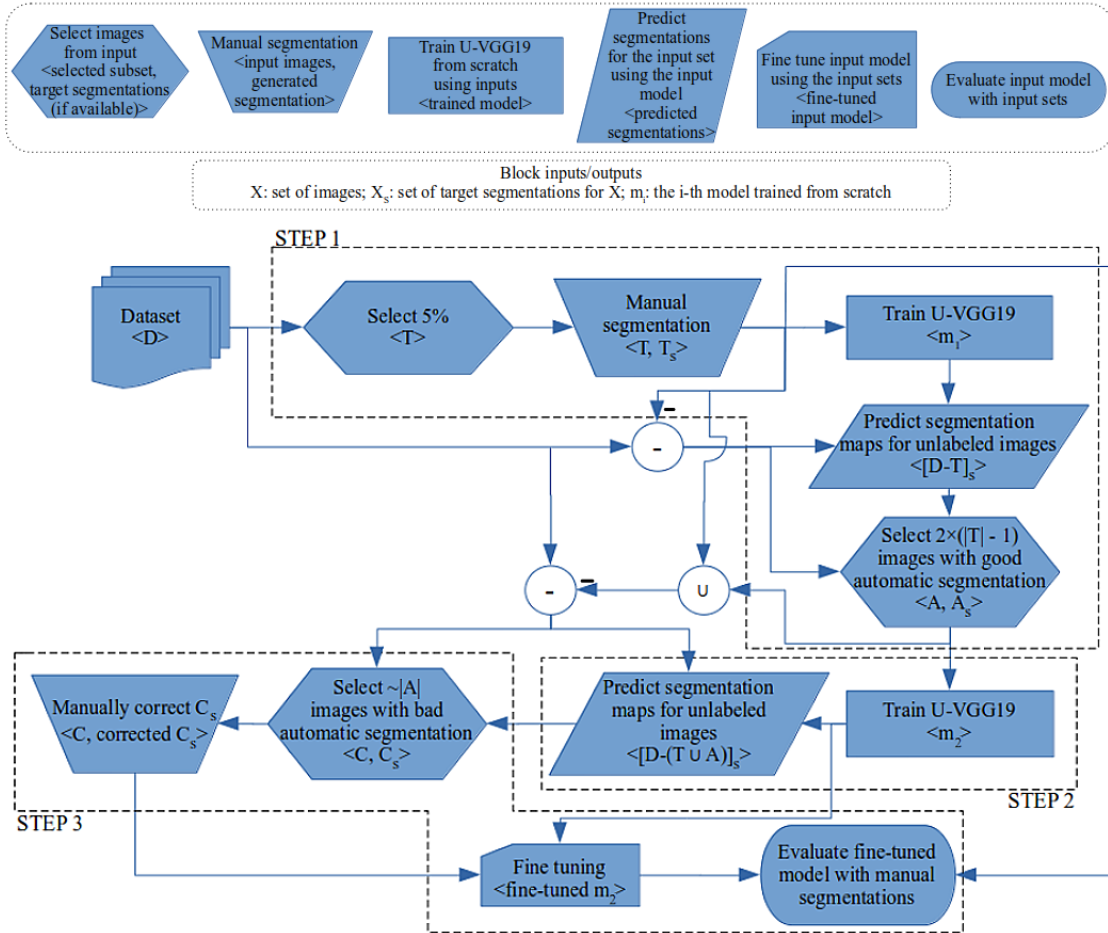 Select images
from input
<selected subset,
target segmentations
(if available)>
Manual segmentation
<input images,
generated
segmentation>
Train U-VGG19
from scratch
using inputs
<trained model>
Predict
segmentations
for the input set
using the input
model
<predicted
segmentations>
Fine tune input model
using the input sets
<fine-tuned
input model>
Evaluate input model
with input sets
Block inputs/outputs
X: set of images; Xₛ: set of target segmentations for X; mᵢ: the i-th model trained from scratch
STEP 1
Dataset
<D>
Select 5%
<T>
Manual
segmentation
<T, Tₛ>
Train U-VGG19
<m₁>
-
-
Predict segmentation
maps for unlabeled images
<[D-T]ₛ>
Select 2×(|T| - 1)
images with good
automatic segmentation
<A, Aₛ>
-
-
∪
Manually correct Cₛ
<C, corrected Cₛ>
Select ~|A|
images with bad
automatic segmentation
<C, Cₛ>
Predict segmentation
maps for unlabeled
images
<[D-(T ∪ A)]ₛ>
Train U-VGG19
<m₂>
STEP 2
STEP 3
Fine tuning
<fine-tuned m₂>
Evaluate fine-tuned
model with manual
segmentations